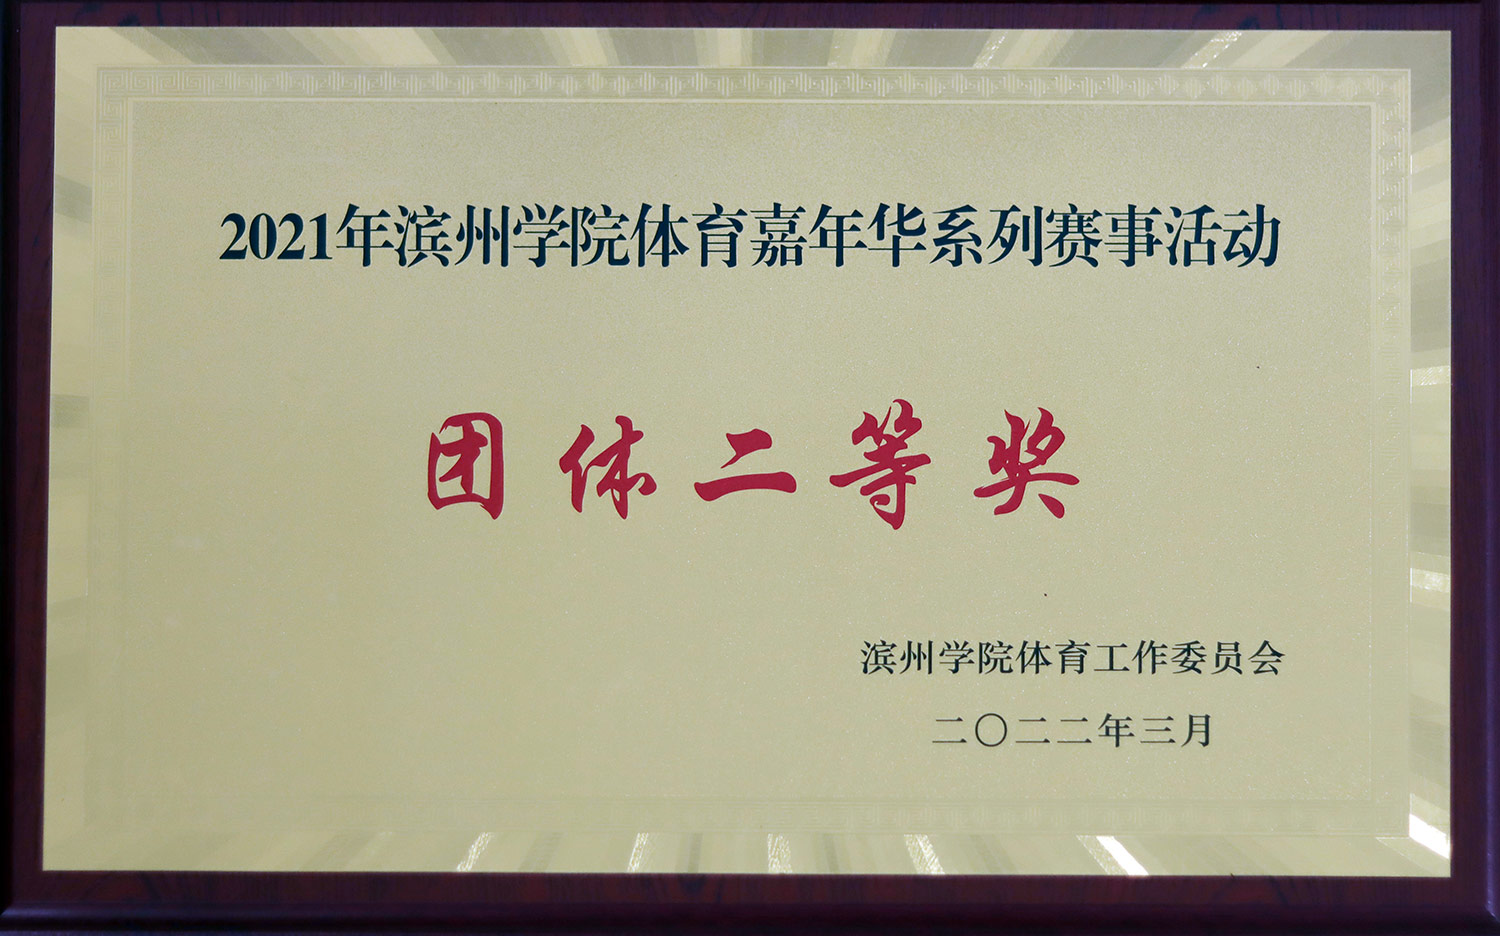 2021年滨州学院体育嘉年华系列赛事活动
团体二等奖
滨州学院体育工作委员会
二〇二二年三月